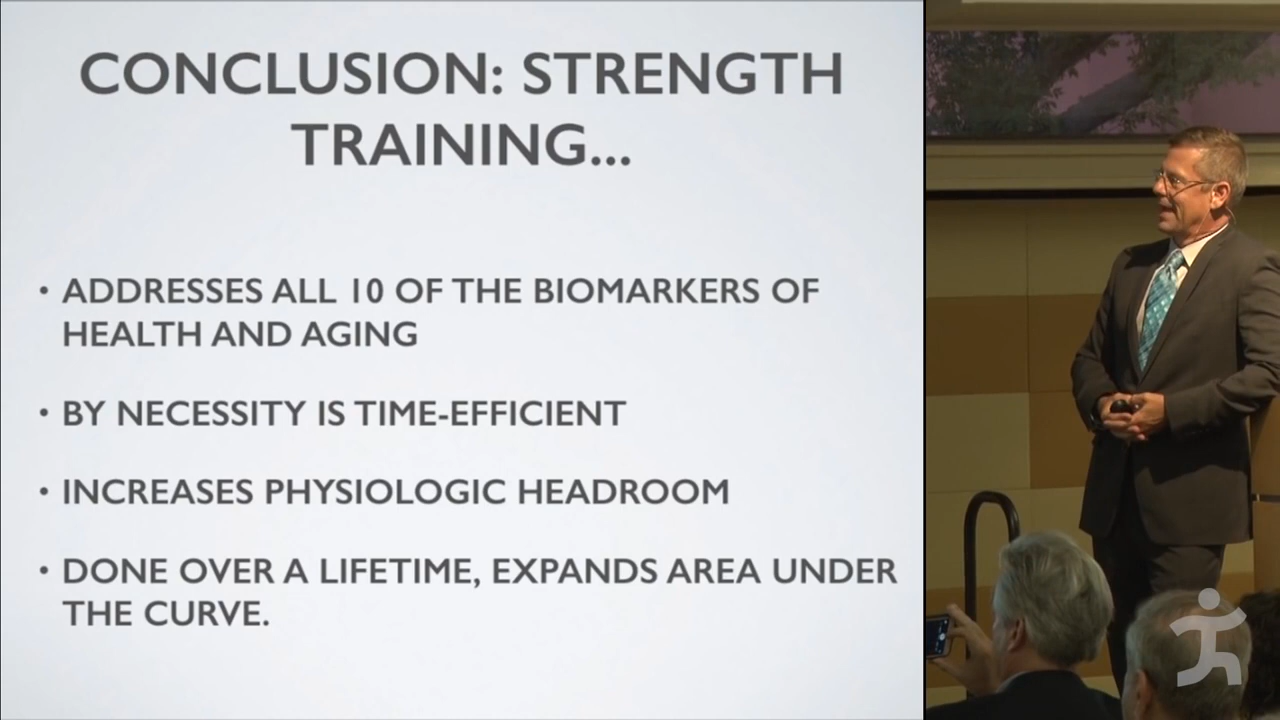 CONCLUSION: STRENGTH
TRAINING...
• ADDRESSES ALL 10 OF THE BIOMARKERS OF
HEALTH AND AGING
• BY NECESSITY IS TIME-EFFICIENT
• INCREASES PHYSIOLOGIC HEADROOM
• DONE OVER A LIFETIME, EXPANDS AREA UNDER
THE CURVE.